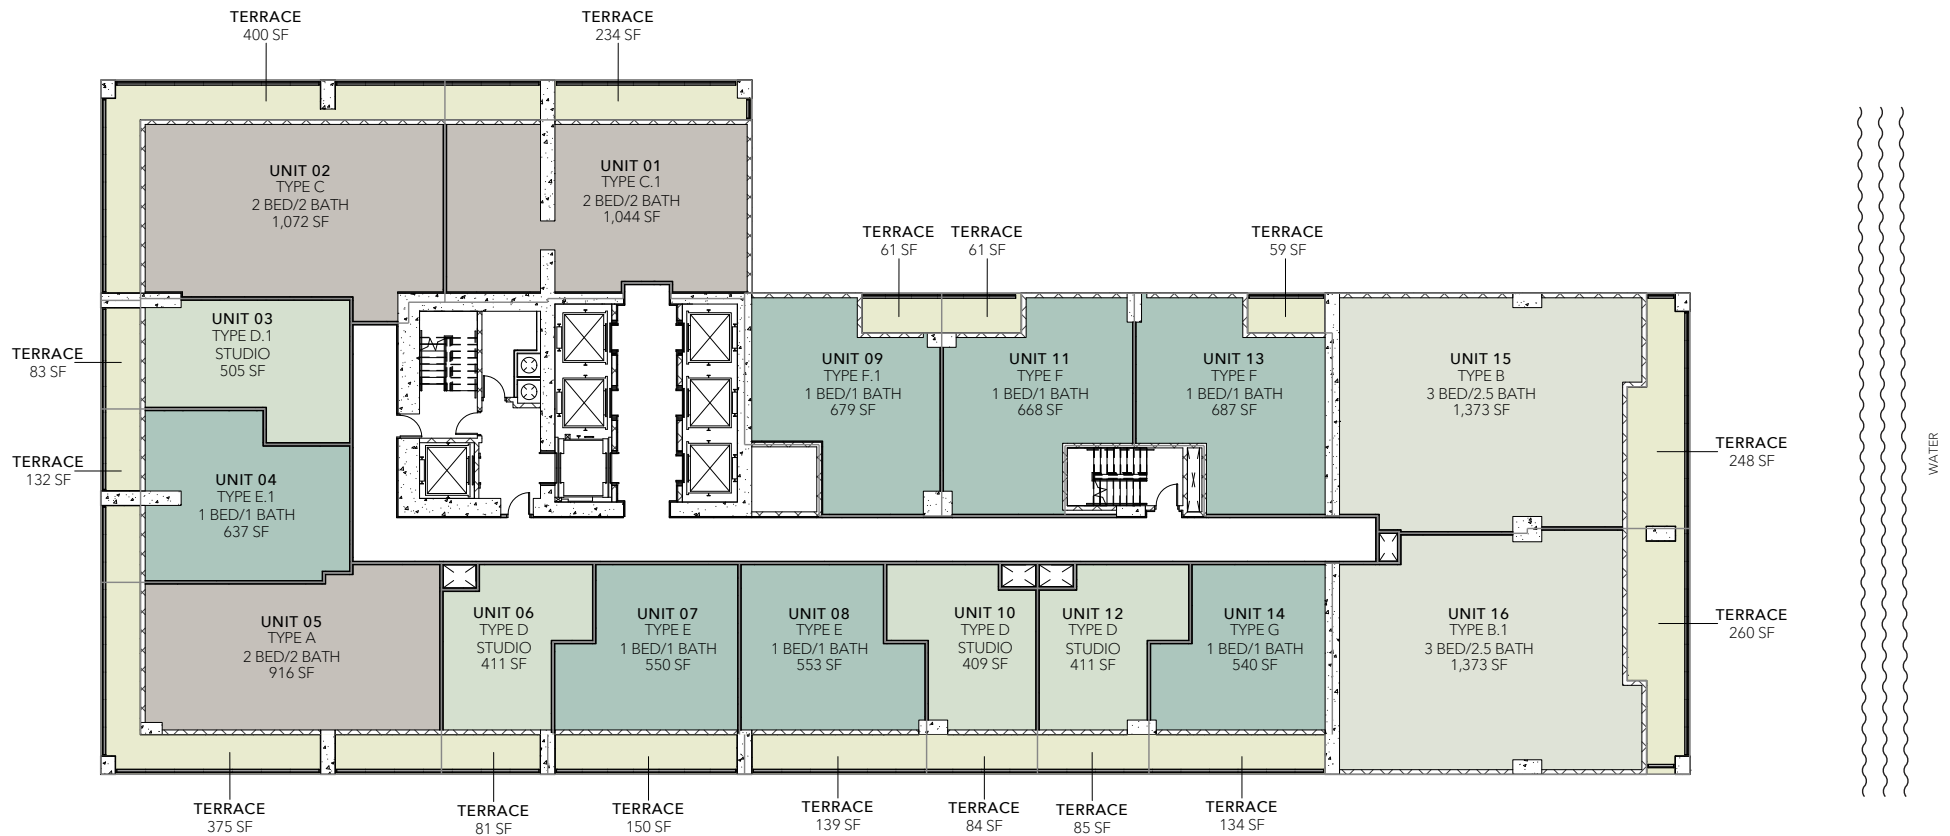 TERRACE
400 SF
TERRACE
234 SF
UNIT 02
TYPE C
2 BED/2 BATH
1,072 SF
UNIT 01
TYPE C.1
2 BED/2 BATH
1,044 SF
TERRACE
61 SF
TERRACE
61 SF
TERRACE
59 SF
UNIT 03
TYPE D.1
STUDIO
505 SF
TERRACE
83 SF
UNIT 09
TYPE F.1
1 BED/1 BATH
679 SF
UNIT 11
TYPE F
1 BED/1 BATH
668 SF
UNIT 13
TYPE F
1 BED/1 BATH
687 SF
UNIT 15
TYPE B
3 BED/2.5 BATH
1,373 SF
TERRACE
248 SF
WATER
TERRACE
132 SF
UNIT 04
TYPE E.1
1 BED/1 BATH
637 SF
UNIT 05
TYPE A
2 BED/2 BATH
916 SF
UNIT 06
TYPE D
STUDIO
411 SF
UNIT 07
TYPE E
1 BED/1 BATH
550 SF
UNIT 08
TYPE E
1 BED/1 BATH
553 SF
UNIT 10
TYPE D
STUDIO
409 SF
UNIT 12
TYPE D
STUDIO
411 SF
UNIT 14
TYPE G
1 BED/1 BATH
540 SF
UNIT 16
TYPE B.1
3 BED/2.5 BATH
1,373 SF
TERRACE
260 SF
TERRACE
375 SF
TERRACE
81 SF
TERRACE
150 SF
TERRACE
139 SF
TERRACE
84 SF
TERRACE
85 SF
TERRACE
134 SF